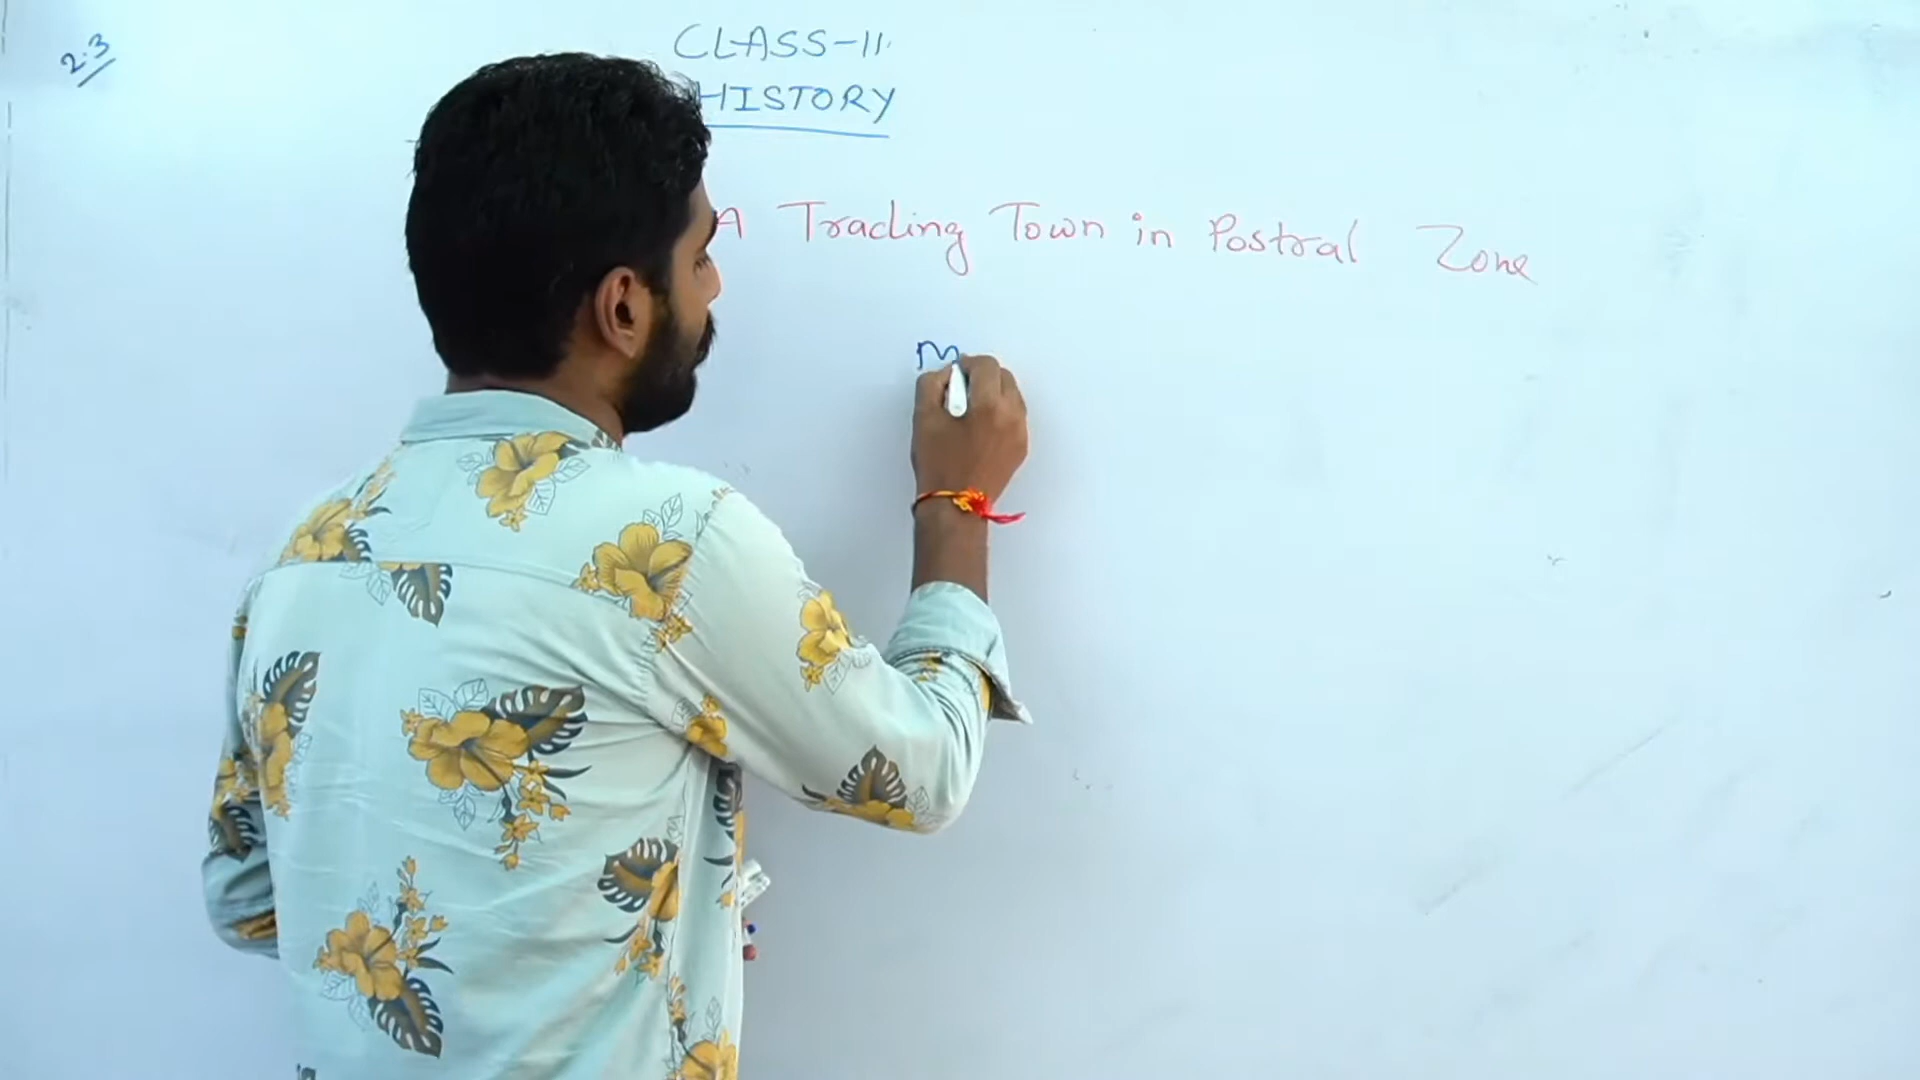 2.3
CLASS-11
HISTORY
A Trading Town in Postral Zone
M